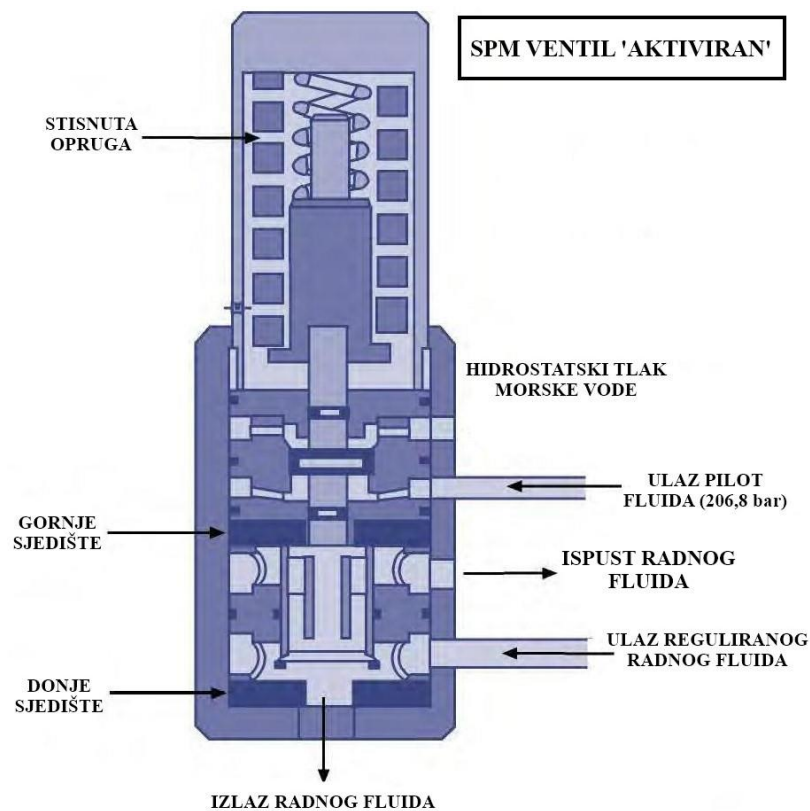 SPM VENTIL 'AKTIVIRAN'
STISNUTA
OPRUGA
HIDROSTATSKI TLAK
MORSKE VODE
ULAZ PILOT
FLUIDA (206,8 bar)
GORNJE
SJEDIŠTE
ISPUST RADNOG
FLUIDA
ULAZ REGULIRANOG
RADNOG FLUIDA
DONJE
SJEDIŠTE
IZLAZ RADNOG FLUIDA